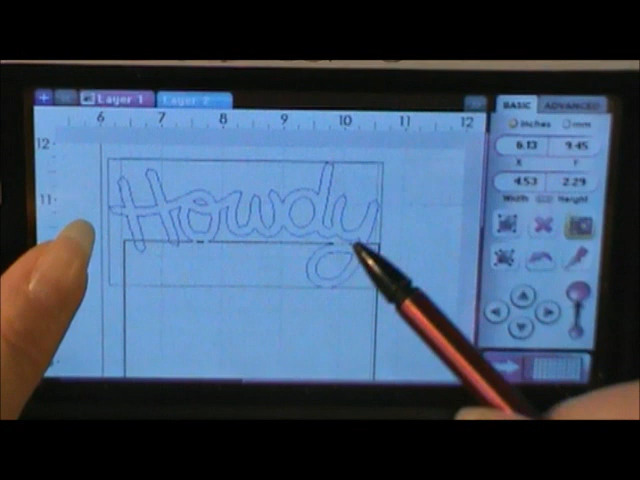 Layer 1 Layer 2 BASIC ADVANCED
6 7 8 9 10 11 12
inches mm
12
6.13 9.45
X Y
4.53 2.29
Width Height
11
Howdy